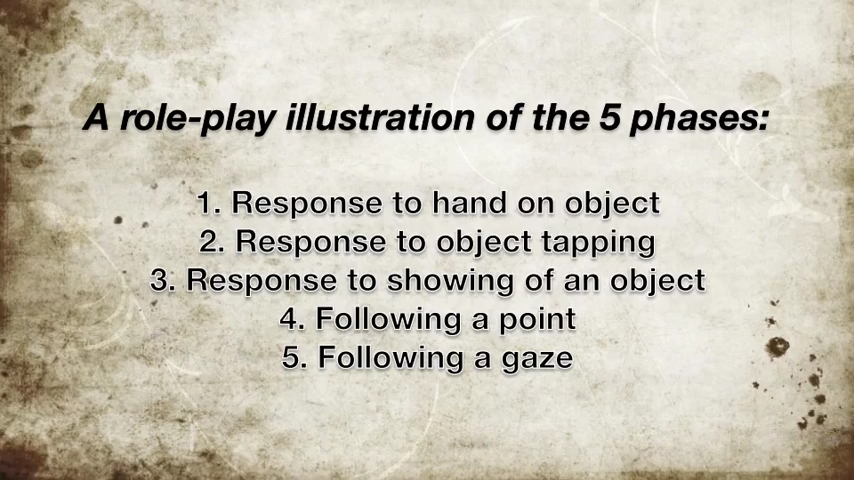 A role-play illustration of the 5 phases:
1. Response to hand on object
2. Response to object tapping
3. Response to showing of an object
4. Following a point
5. Following a gaze